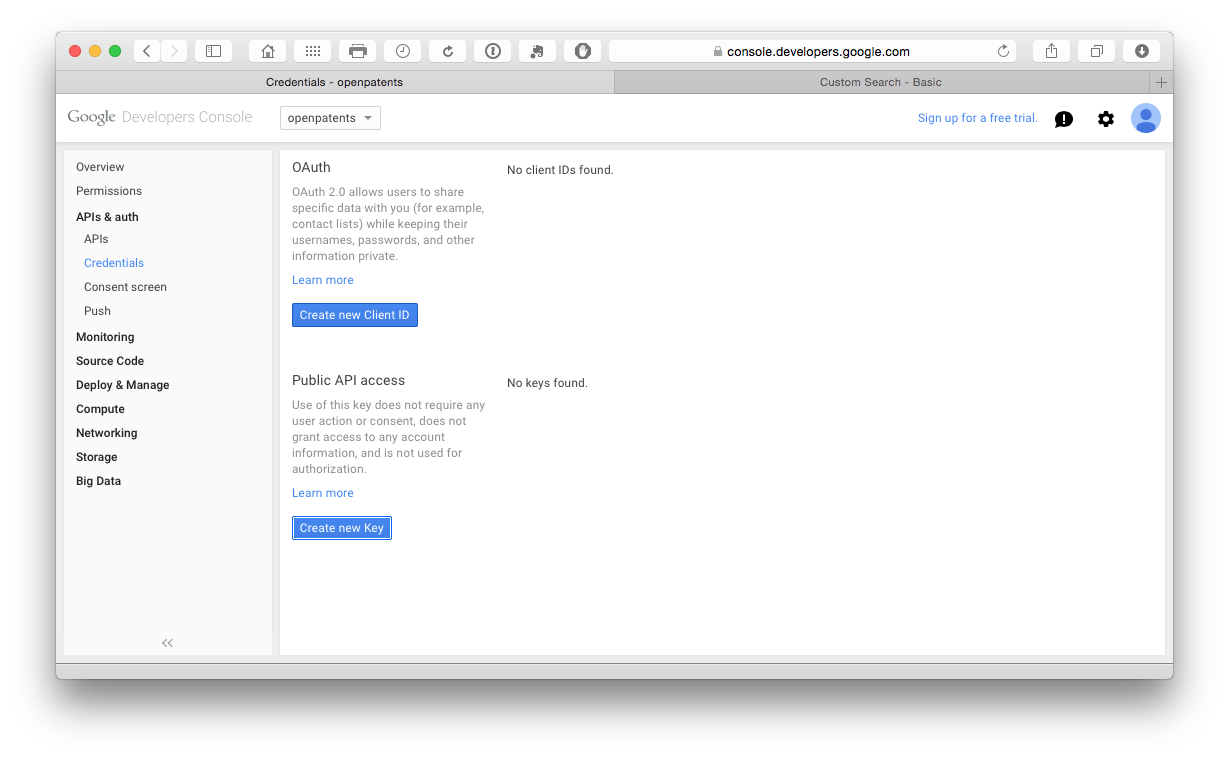 console.developers.google.com
Credentials - openpatents
Custom Search - Basic
Google Developers Console
openpatents
Sign up for a free trial.
Overview
Permissions
APIs & auth
APIs
Credentials
Consent screen
Push
Monitoring
Source Code
Deploy & Manage
Compute
Networking
Storage
Big Data
OAuth
OAuth 2.0 allows users to share
specific data with you (for example,
contact lists) while keeping their
usernames, passwords, and other
information private.
Learn more
Create new Client ID
No client IDs found.
Public API access
Use of this key does not require any
user action or consent, does not
grant access to any account
information, and is not used for
authorization.
Learn more
Create new Key
No keys found.